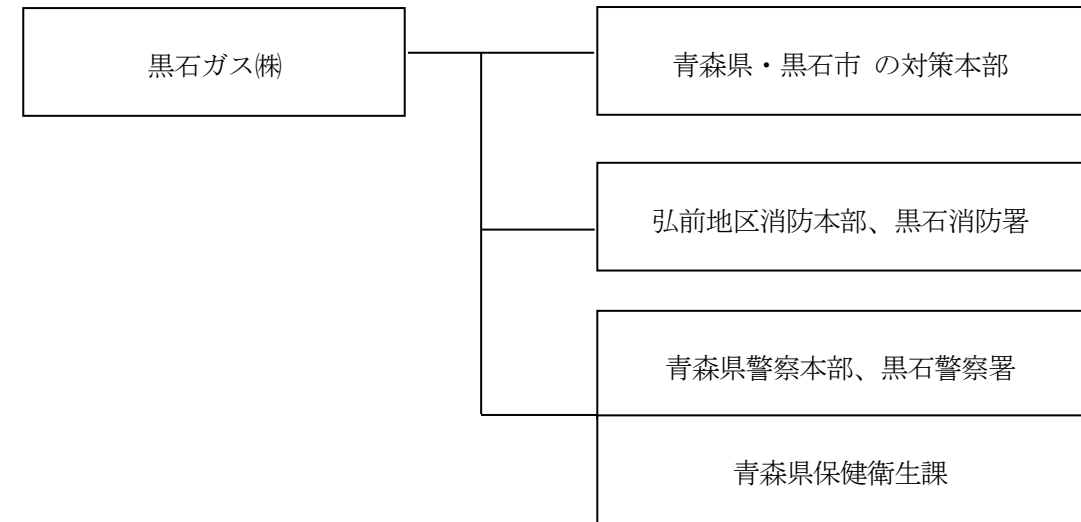 黒石ガス㈱
青森県・黒石市 の対策本部
弘前地区消防本部、黒石消防署
青森県警察本部、黒石警察署
青森県保健衛生課